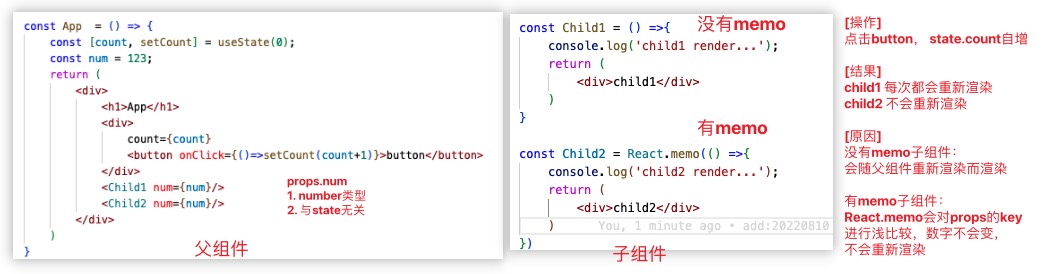 const App  = () => {
    const [count, setCount] = useState(0);
    const num = 123;
    return (
        <div>
            <h1>App</h1>
            <div>
                count={count}
                <button onClick={()=>setCount(count+1)}>button</button>
            </div>
            <Child1 num={num}/>
            <Child2 num={num}/>
        </div>
    )
}
props.num
1. number类型
2. 与state无关
父组件
没有memo
const Child1 = () =>{
    console.log('child1 render...');
    return (
        <div>child1</div>
    )
}
有memo
const Child2 = React.memo(() =>{
    console.log('child2 render...');
    return (
        <div>child2</div>
    )    You, 1 minute ago • add:20220810
})
子组件
[操作]
点击button， state.count自增
[结果]
child1 每次都会重新渲染
child2 不会重新渲染
[原因]
没有memo子组件：
会随父组件重新渲染而渲染
有memo子组件：
React.memo会对props的key
进行浅比较，数字不会变，
不会重新渲染